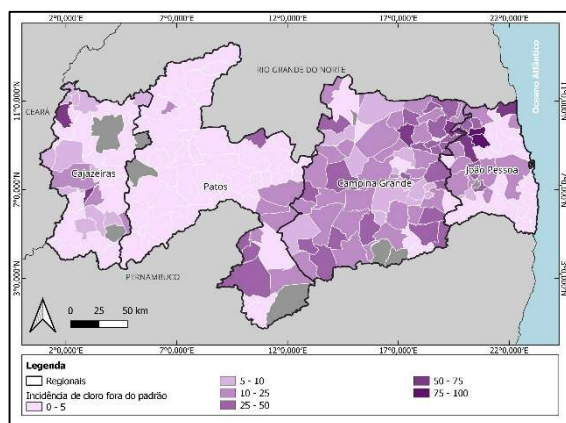 2°0,000'E 7°0,000'E 12°0,000'E 17°0,000'E 22°0,000'E
RIO GRANDE DO NORTE
Oceano Atlântico
CEARÁ
11°0,000'N 11°0,000'N
Cajazeiras
João Pessoa
Patos
Campina Grande
7°0,000'N 7°0,000'N
PERNAMBUCO
3°0,000'N 3°0,000'N
0 25 50 km
2°0,000'E 7°0,000'E 12°0,000'E 17°0,000'E 22°0,000'E
Legenda
Regionais
Incidência de cloro fora do padrão
0 - 5
5 - 10
10 - 25
25 - 50
50 - 75
75 - 100